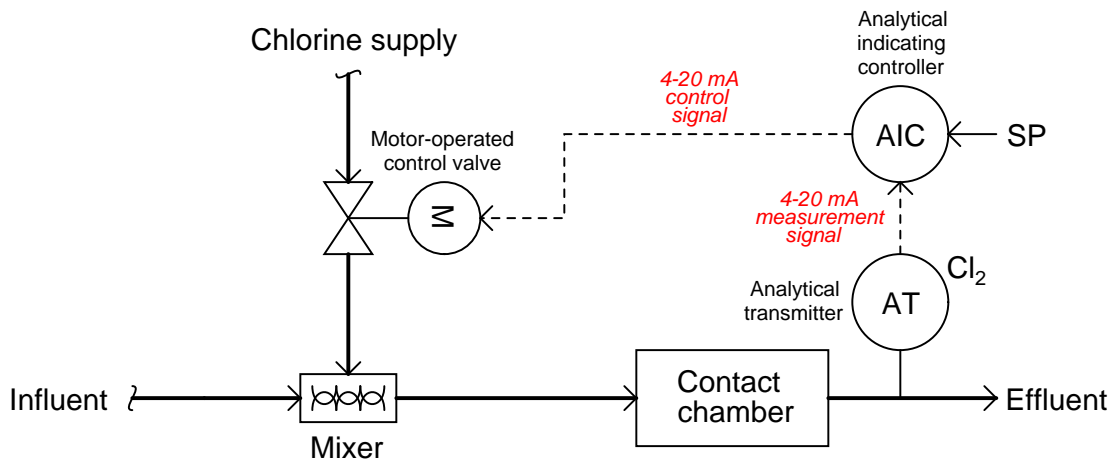 Chlorine supply
Analytical
indicating
controller
4-20 mA
control
signal
Motor-operated
control valve
M
AIC
SP
4-20 mA
measurement
signal
Cl2
Analytical
transmitter
AT
Influent
Mixer
Contact
chamber
Effluent